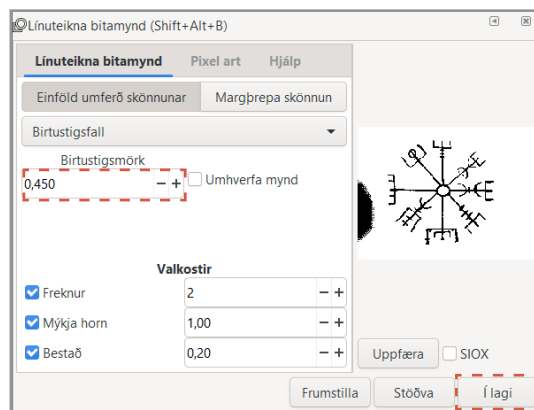 Línuteikna bitamynd (Shift+Alt+B)
Línuteikna bitamynd Pixel art Hjálp
Einföld umferð skönnunar Margþrepa skönnun
Birtustigsfall
Birtustigsmörk
0,450 − + Umhverfa mynd
Valkostir
Freknur 2 − +
Mýkja horn 1,00 − +
Bestað 0,20 − +
Uppfæra SIOX
Frumstilla Stöðva Í lagi